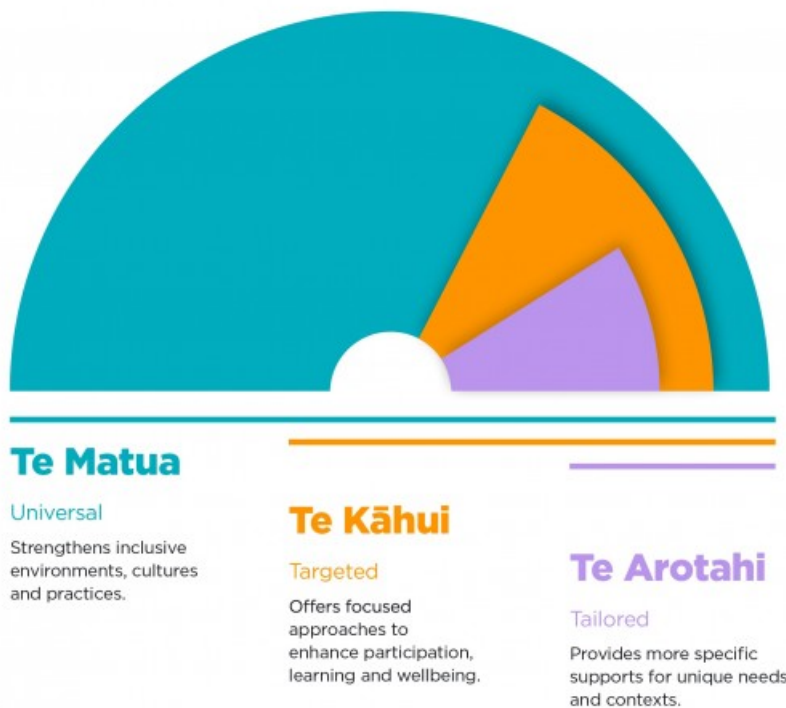 Te Matua
Universal
Strengthens inclusive
environments, cultures
and practices.
Te Kāhui
Targeted
Offers focused
approaches to
enhance participation,
learning and wellbeing.
Te Arotahi
Tailored
Provides more specific
supports for unique needs
and contexts.